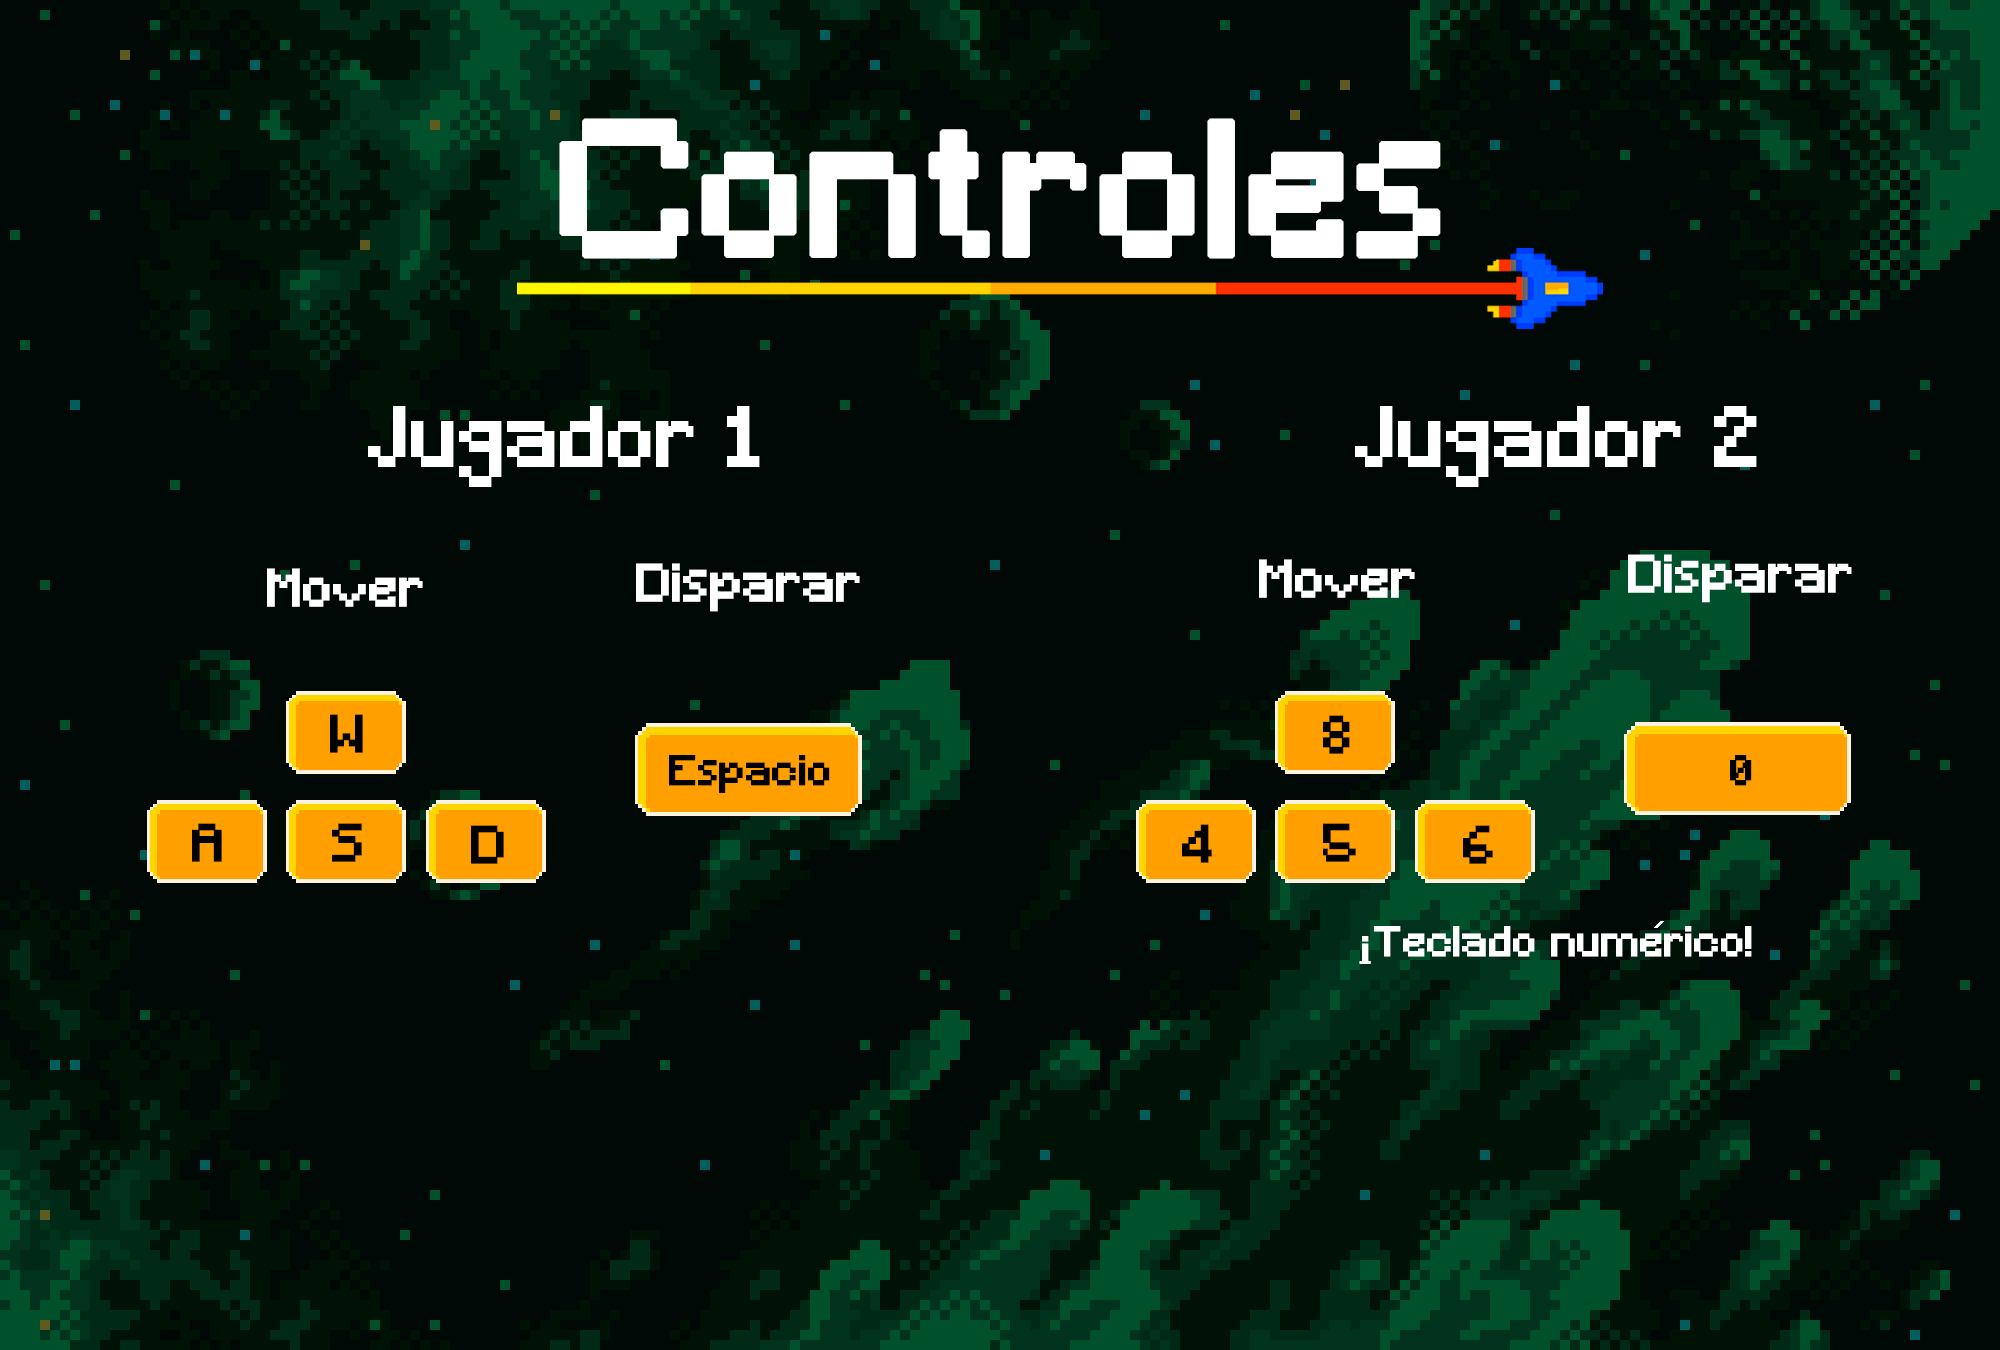 Controles
Jugador 1
Jugador 2
Mover
Disparar
Mover
Disparar
W
A S D
Espacio
8
4 5 6
0
¡Teclado numérico!